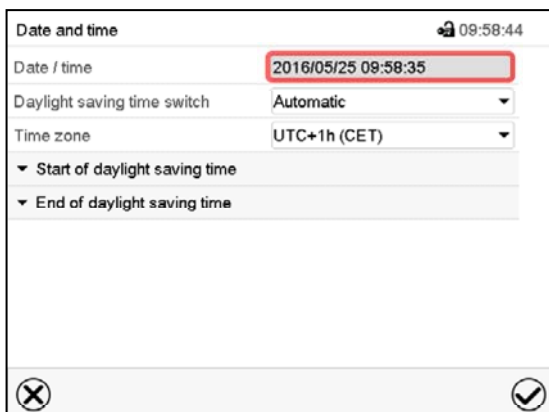 Date and time 09:58:44
Date / time 2016/05/25 09:58:35
Daylight saving time switch Automatic
Time zone UTC+1h (CET)
Start of daylight saving time
End of daylight saving time